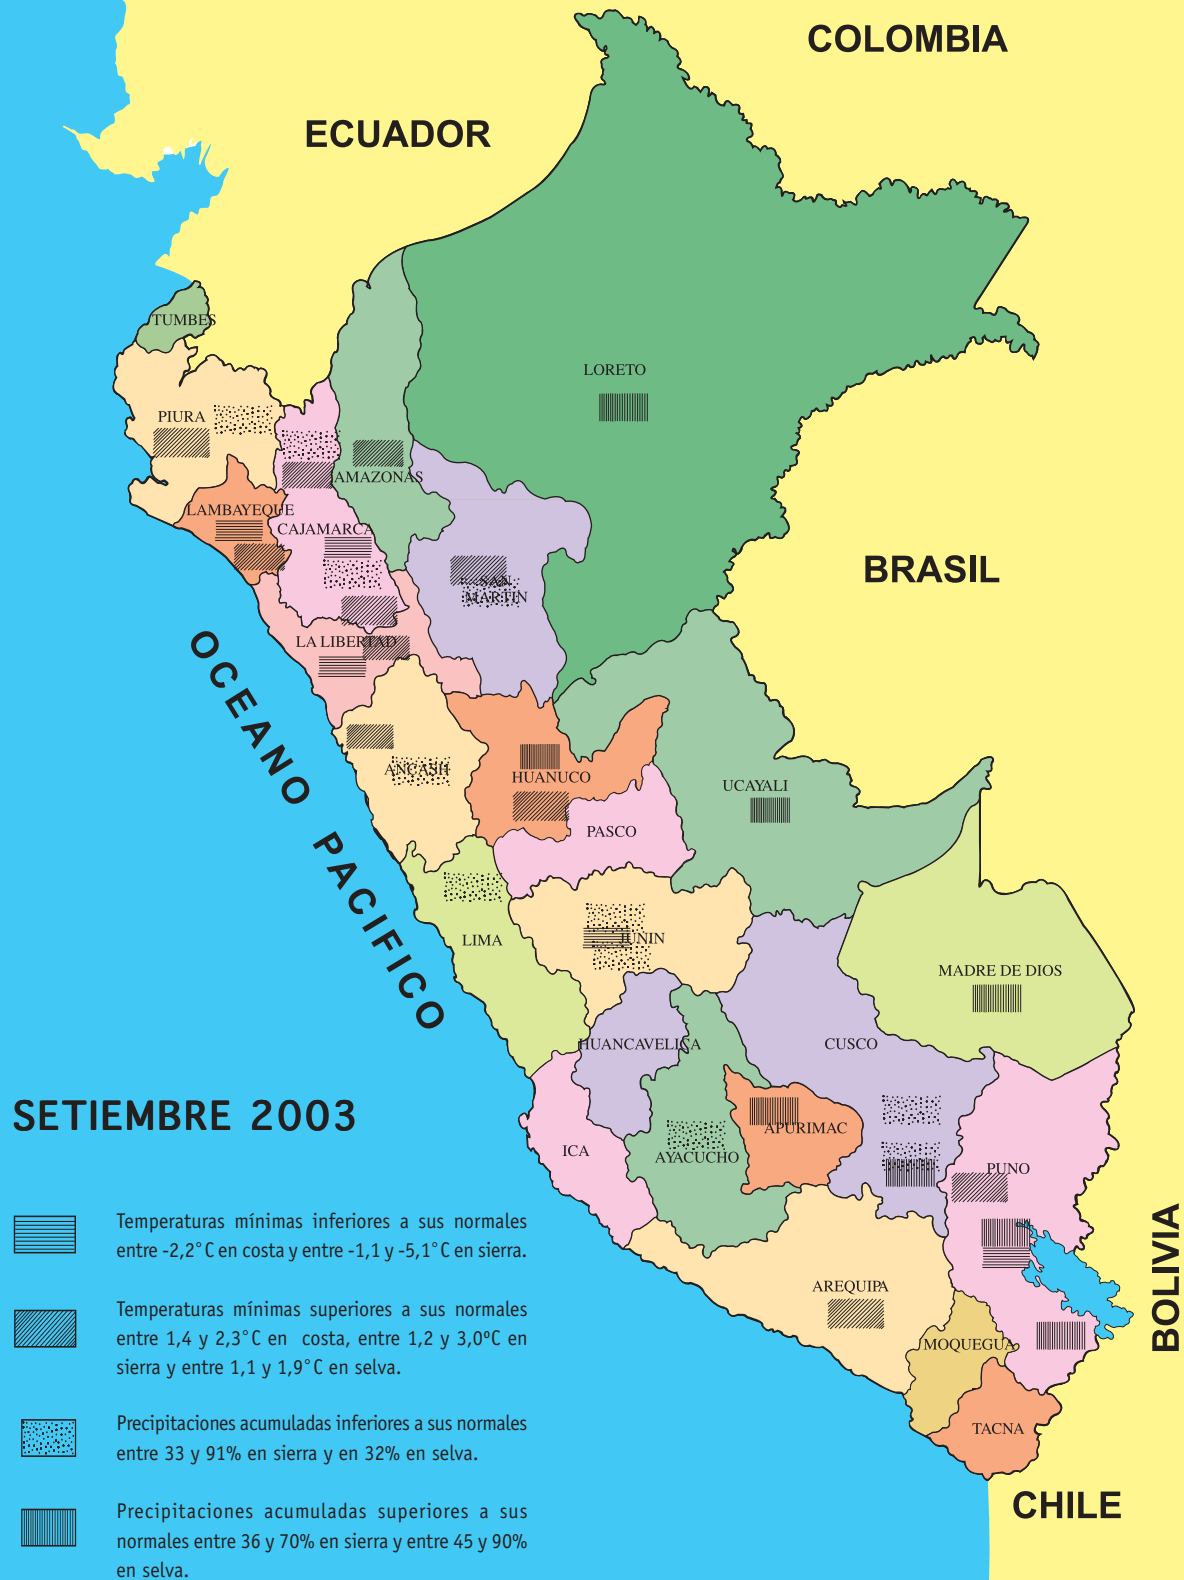 COLOMBIA
ECUADOR
TUMBES
LORETO
PIURA
AMAZONAS
LAMBAYEQUE
CAJAMARCA
BRASIL
SAN
MARTIN
LA LIBERTAD
OCEANO PACIFICO
ANCASH
HUANUCO
UCAYALI
PASCO
LIMA
JUNIN
MADRE DE DIOS
HUANCAVELICA
CUSCO
SETIEMBRE 2003
APURIMAC
ICA
AYACUCHO
PUNO
BOLIVIA
AREQUIPA
MOQUEGUA
TACNA
CHILE
Temperaturas mínimas inferiores a sus normales
entre -2,2°C en costa y entre -1,1 y -5,1°C en sierra.
Temperaturas mínimas superiores a sus normales
entre 1,4 y 2,3°C en costa, entre 1,2 y 3,0ºC en
sierra y entre 1,1 y 1,9°C en selva.
Precipitaciones acumuladas inferiores a sus normales
entre 33 y 91% en sierra y en 32% en selva.
Precipitaciones acumuladas superiores a sus
normales entre 36 y 70% en sierra y entre 45 y 90%
en selva.